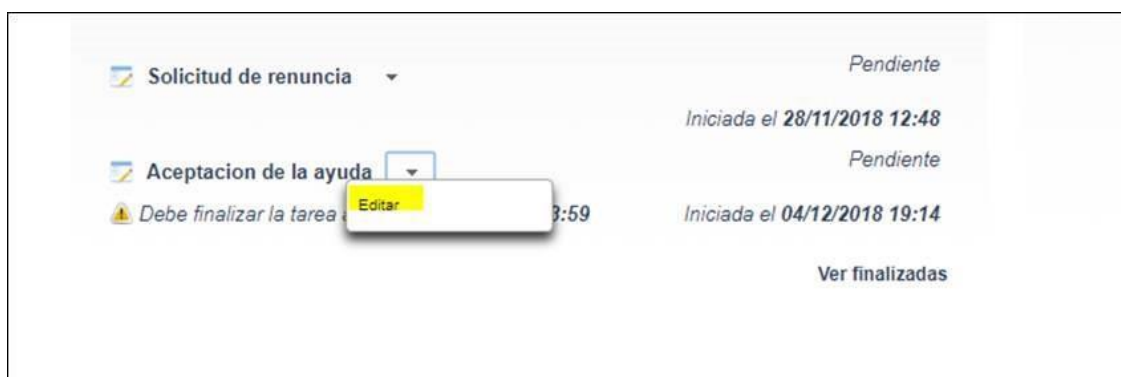 Solicitud de renuncia Pendiente
Iniciada el 28/11/2018 12:48
Aceptacion de la ayuda Pendiente
Editar
Debe finalizar la tarea 3:59 Iniciada el 04/12/2018 19:14
Ver finalizadas